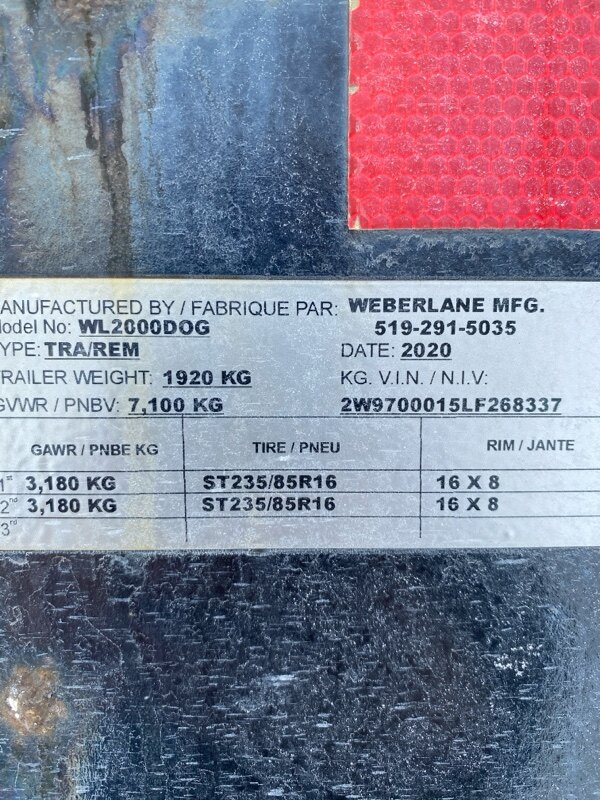 ANUFACTURED BY / FABRIQUE PAR: WEBERLANE MFG.
odel No: WL2000DOG 519-291-5035
YPE: TRA/REM DATE: 2020
RAILER WEIGHT: 1920 KG KG. V.I.N. / N.I.V:
GVWR / PNBV: 7,100 KG 2W9700015LF268337
GAWR / PNBE KG TIRE / PNEU RIM / JANTE
1st 3,180 KG ST235/85R16 16 X 8
2nd 3,180 KG ST235/85R16 16 X 8
3rd